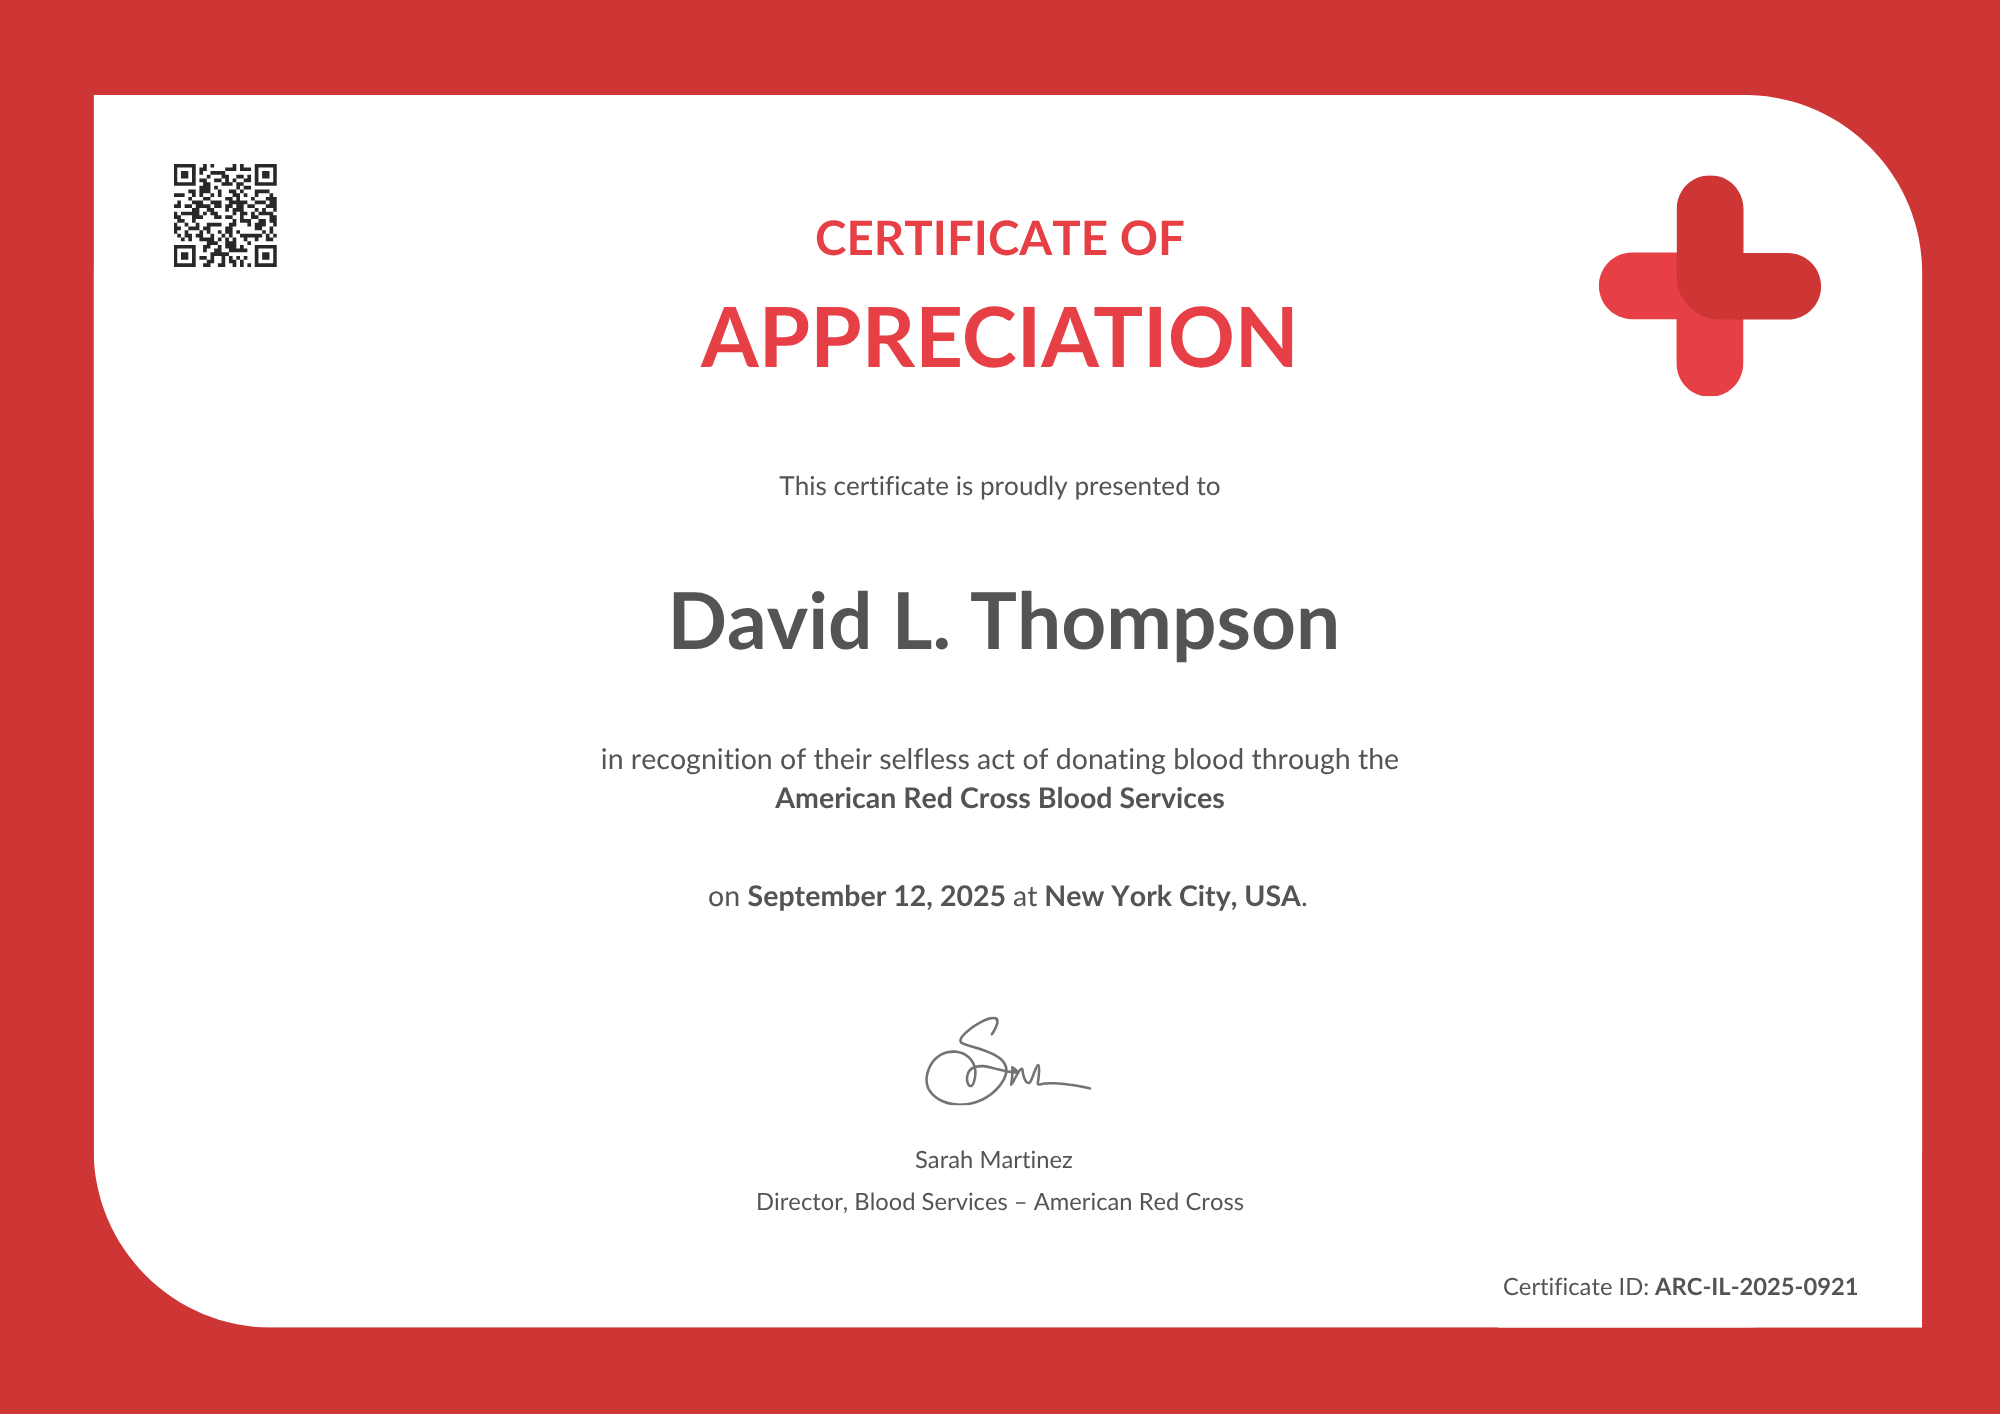 CERTIFICATE OF
APPRECIATION
This certificate is proudly presented to
David L. Thompson
in recognition of their selfless act of donating blood through the
American Red Cross Blood Services
on September 12, 2025 at New York City, USA.
Sarah Martinez
Director, Blood Services – American Red Cross
Certificate ID: ARC-IL-2025-0921